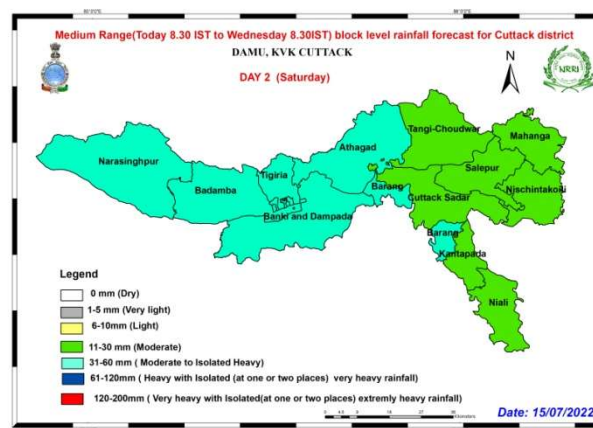 Medium Range(Today 8.30 IST to Wednesday 8.30IST) block level rainfall forecast for Cuttack district
DAMU, KVK CUTTACK
DAY 2 (Saturday)
N
NRRI
Tangi-Choudwar
Mahanga
Athagad
Narasinghpur
Salepur
Tigiria
Badamba
Barang
Nischintakoili
Cuttack Sadar
Banki and Dampada
Barang
Kantapada
Niali
Legend
0 mm (Dry)
1-5 mm (Very light)
6-10mm (Light)
11-30 mm (Moderate)
31-60 mm ( Moderate to Isolated Heavy)
61-120mm ( Heavy with Isolated (at one or two places) very heavy rainfall)
120-200mm ( Very heavy with Isolated(at one or two places) extremly heavy rainfall)
Date: 15/07/2022